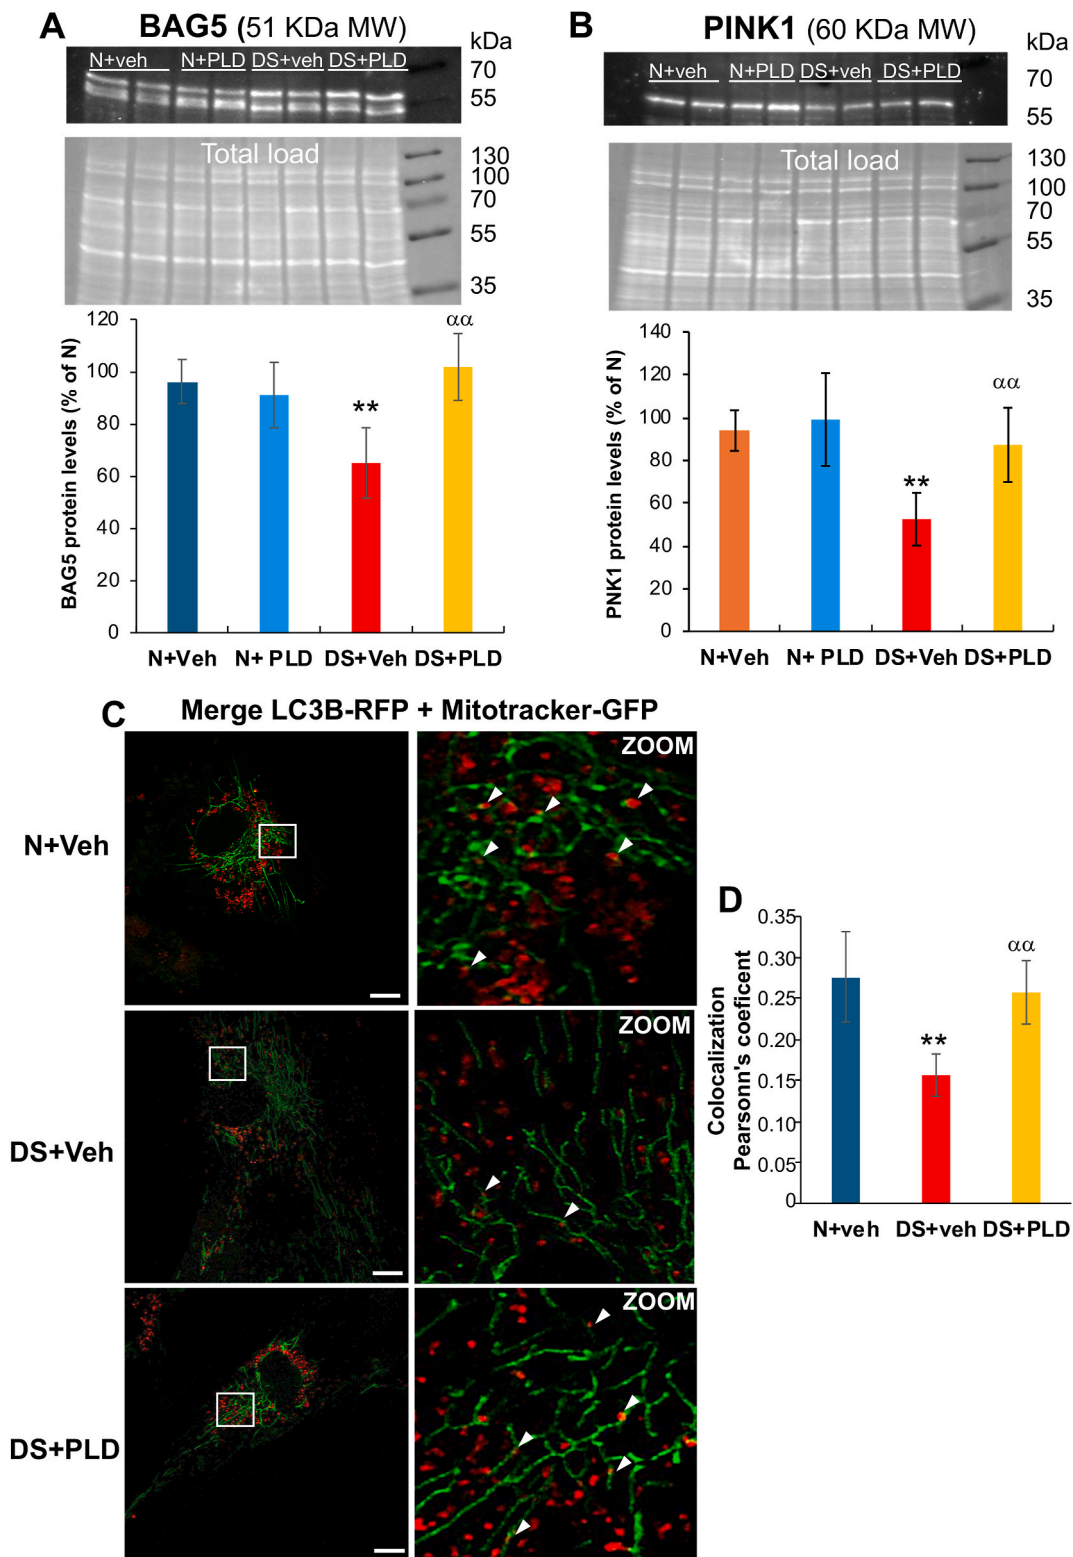 A
BAG5 (51 KDa MW)
kDa
N+veh N+PLD DS+veh DS+PLD
70
55
Total load
130
100
70
55
35
BAG5 protein levels (% of N)
120
100
80
60
40
20
0
**
αα
N+Veh N+ PLD DS+Veh DS+PLD
B
PINK1 (60 KDa MW)
kDa
N+veh N+PLD DS+veh DS+PLD
70
55
Total load
130
100
70
55
35
PNK1 protein levels (% of N)
140
120
100
80
60
40
20
0
**
αα
N+Veh N+ PLD DS+Veh DS+PLD
C
Merge LC3B-RFP + Mitotracker-GFP
N+Veh
ZOOM
DS+Veh
ZOOM
DS+PLD
ZOOM
D
Colocalization
Pearsonn's coeficent
0.35
0.30
0.25
0.20
0.15
0.10
0.05
0
**
αα
N+veh DS+veh DS+PLD